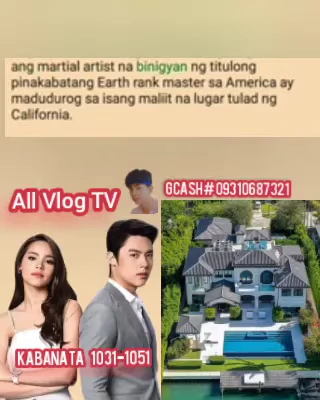 ang martial artist na binigyan ng titulong
pinakabatang Earth rank master sa America ay
madudurog sa isang maliit na lugar tulad ng
California.
All Vlog TV
GCASH#09310687321
KABANATA 1031-1051